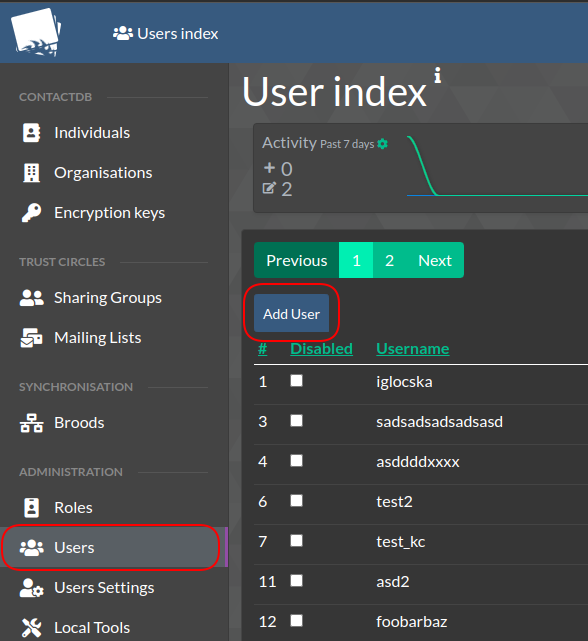 Users index
CONTACTDB
Individuals
Organisations
Encryption keys
TRUST CIRCLES
Sharing Groups
Mailing Lists
SYNCHRONISATION
Broods
ADMINISTRATION
Roles
Users
Users Settings
Local Tools
User index i
Activity Past 7 days
+ 0
2
Previous 1 2 Next
Add User
# Disabled Username
1 iglocska
3 sadsadsadsadsasd
4 asddddxxxx
6 test2
7 test_kc
11 asd2
12 foobarbaz